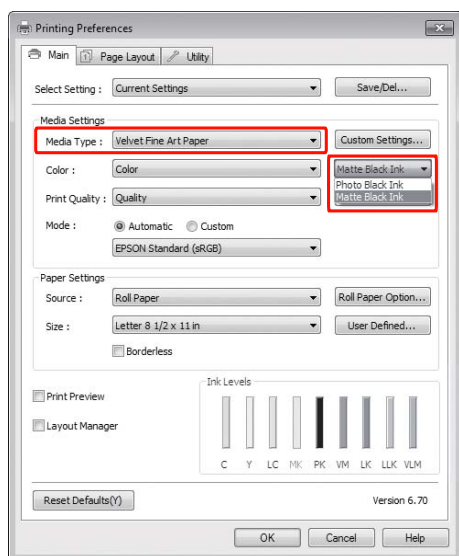 Printing Preferences
Main Page Layout Utility
Select Setting : Current Settings Save/Del...
Media Settings
Media Type : Velvet Fine Art Paper Custom Settings...
Color : Color Matte Black Ink
Photo Black Ink
Matte Black Ink
Print Quality : Quality
Mode : Automatic Custom
EPSON Standard (sRGB)
Paper Settings
Source : Roll Paper Roll Paper Option...
Size : Letter 8 1/2 x 11 in User Defined...
Borderless
Ink Levels
Print Preview
Layout Manager
C Y LC MK PK VM LK LLK VLM
Reset Defaults(Y) Version 6.70
OK Cancel Help